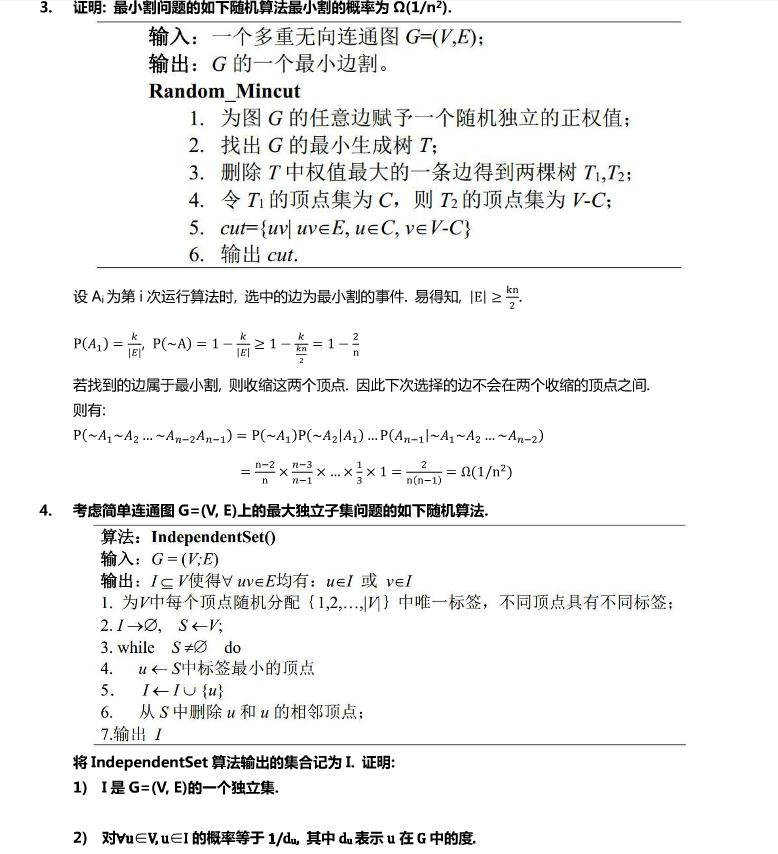 3. 证明: 最小割问题的如下随机算法最小割的概率为 Ω(1/n²).
输入：一个多重无向连通图 G=(V,E);
输出：G 的一个最小边割。
Random_Mincut
1. 为图 G 的任意边赋予一个随机独立的正权值；
2. 找出 G 的最小生成树 T;
3. 删除 T 中权值最大的一条边得到两棵树 T₁,T₂;
4. 令 T₁ 的顶点集为 C，则 T₂ 的顶点集为 V-C;
5. cut={uv| uv∈E, u∈C, v∈V-C}
6. 输出 cut.
设 Aᵢ 为第 i 次运行算法时, 选中的边为最小割的事件. 易得知, |E| ≥ kn/2.
P(A₁) = k/|E|, P(~A) = 1 − k/|E| ≥ 1 − k/(kn/2) = 1 − 2/n
若找到的边属于最小割, 则收缩这两个顶点. 因此下次选择的边不会在两个收缩的顶点之间.
则有:
P(~A₁~A₂ … ~Aₙ₋₂Aₙ₋₁) = P(~A₁)P(~A₂|A₁) … P(Aₙ₋₁|~A₁~A₂ … ~Aₙ₋₂)
= (n−2)/n × (n−3)/(n−1) × … × 1/3 × 1 = 2/(n(n−1)) = Ω(1/n²)
4. 考虑简单连通图 G=(V, E)上的最大独立子集问题的如下随机算法.
算法：IndependentSet()
输入：G = (V;E)
输出：I ⊆ V使得∀ uv∈E均有：u∈I 或 v∈I
1. 为V中每个顶点随机分配｛1,2,…,|V|｝中唯一标签，不同顶点具有不同标签；
2. I→∅, S←V;
3. while S≠∅ do
4. u ← S中标签最小的顶点
5. I ← I ∪ {u}
6. 从 S 中删除 u 和 u 的相邻顶点；
7.输出 I
将 IndependentSet 算法输出的集合记为 I. 证明:
1) I 是 G=(V, E)的一个独立集.
2) 对∀u∈V, u∈I 的概率等于 1/dᵤ, 其中 dᵤ 表示 u 在 G 中的度.